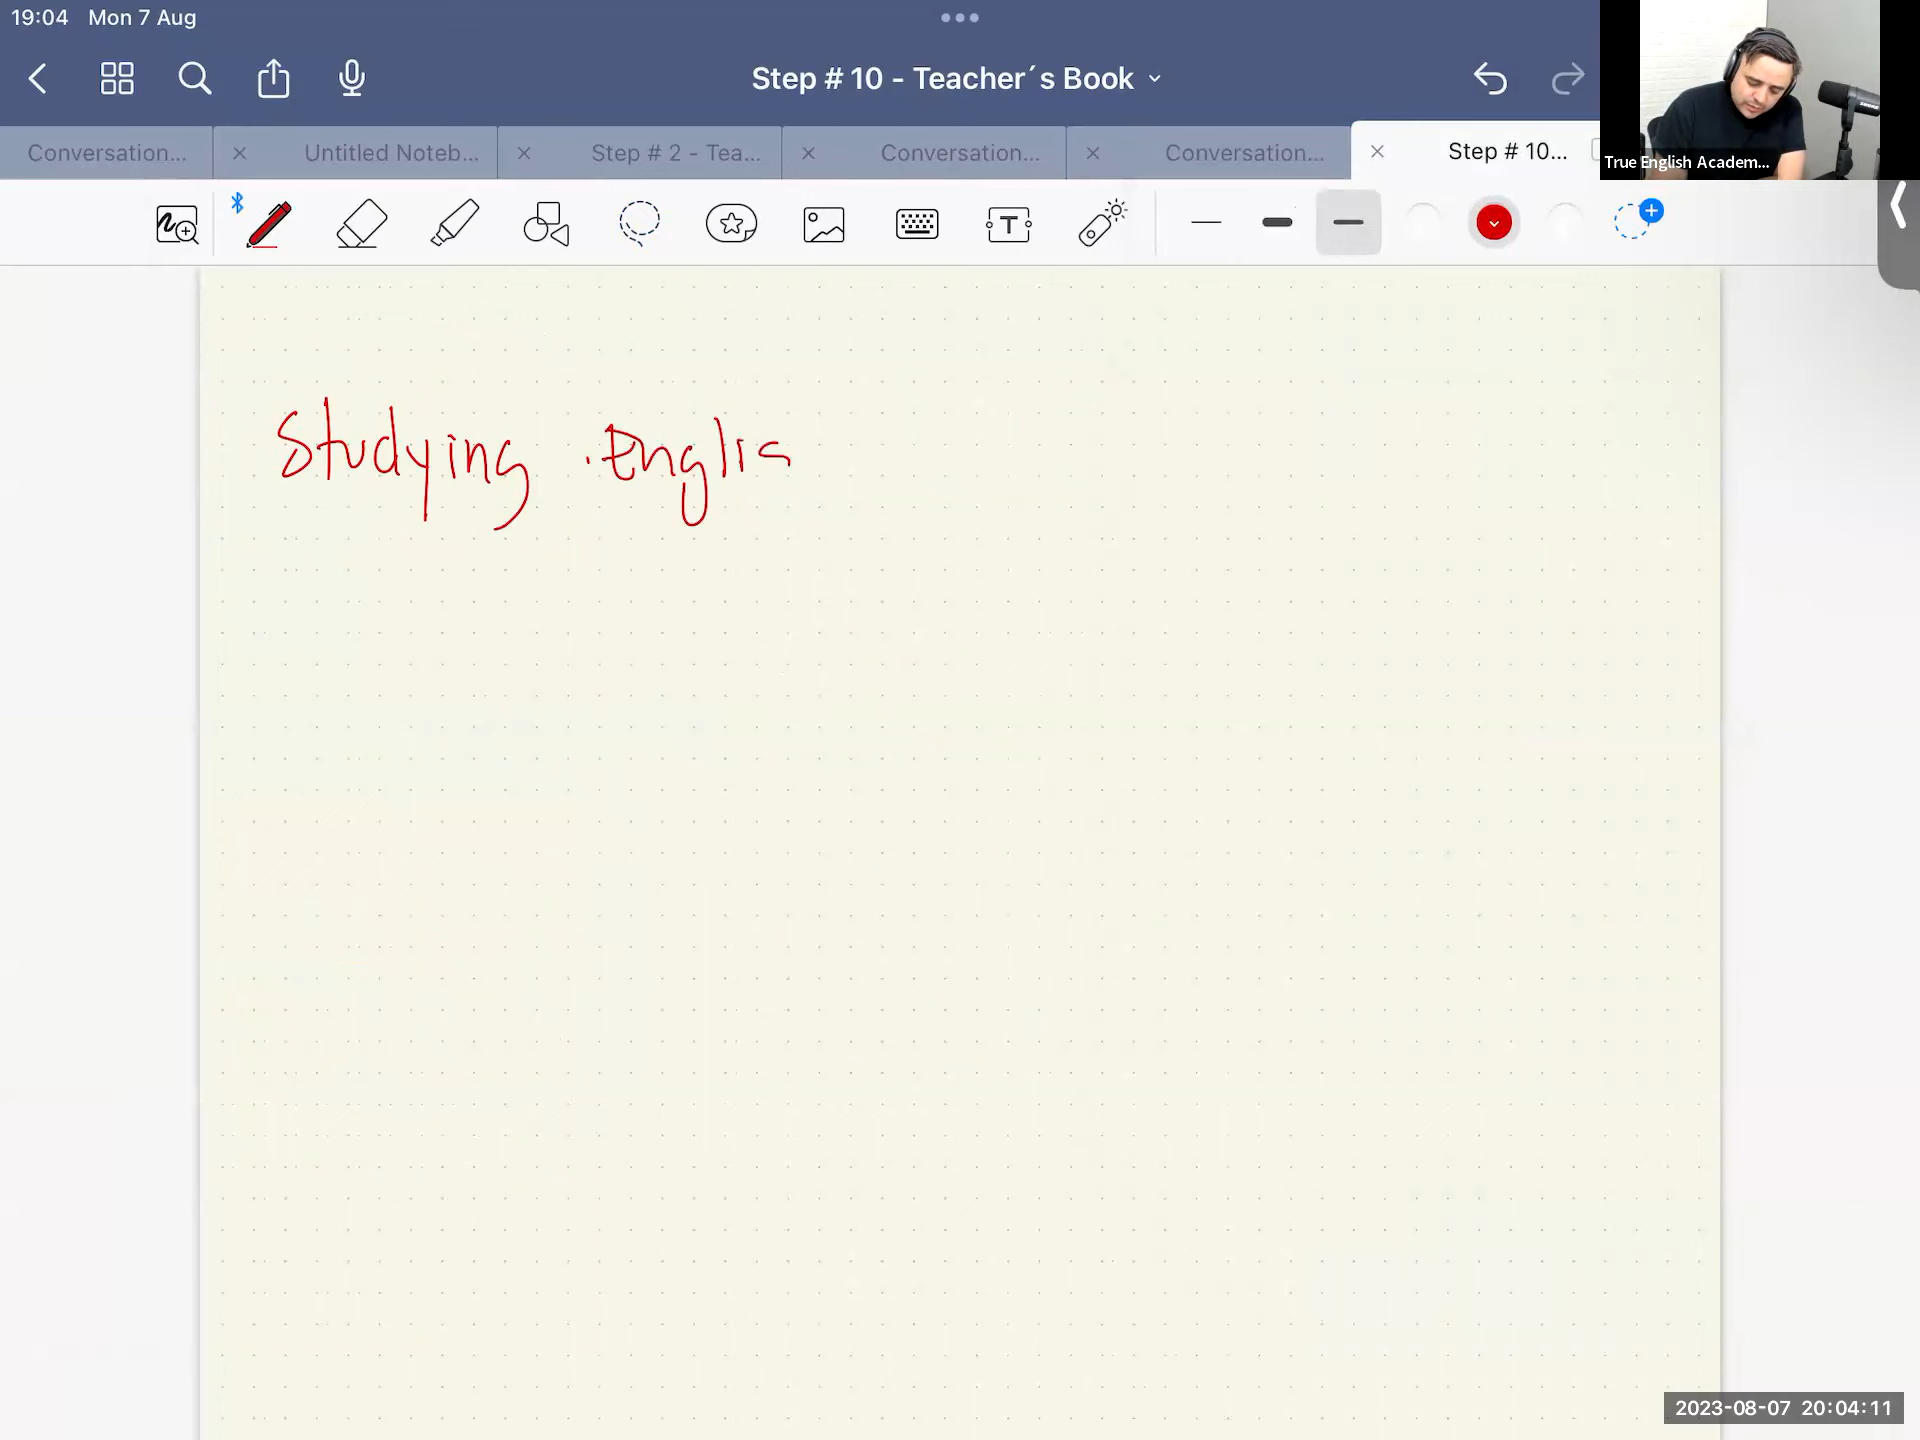 19:04 Mon 7 Aug
Step # 10 - Teacher´s Book
Conversation... Untitled Noteb... Step # 2 - Tea... Conversation... Conversation... Step # 10...
True English Academ...
T
Studying Englis
2023-08-07 20:04:11